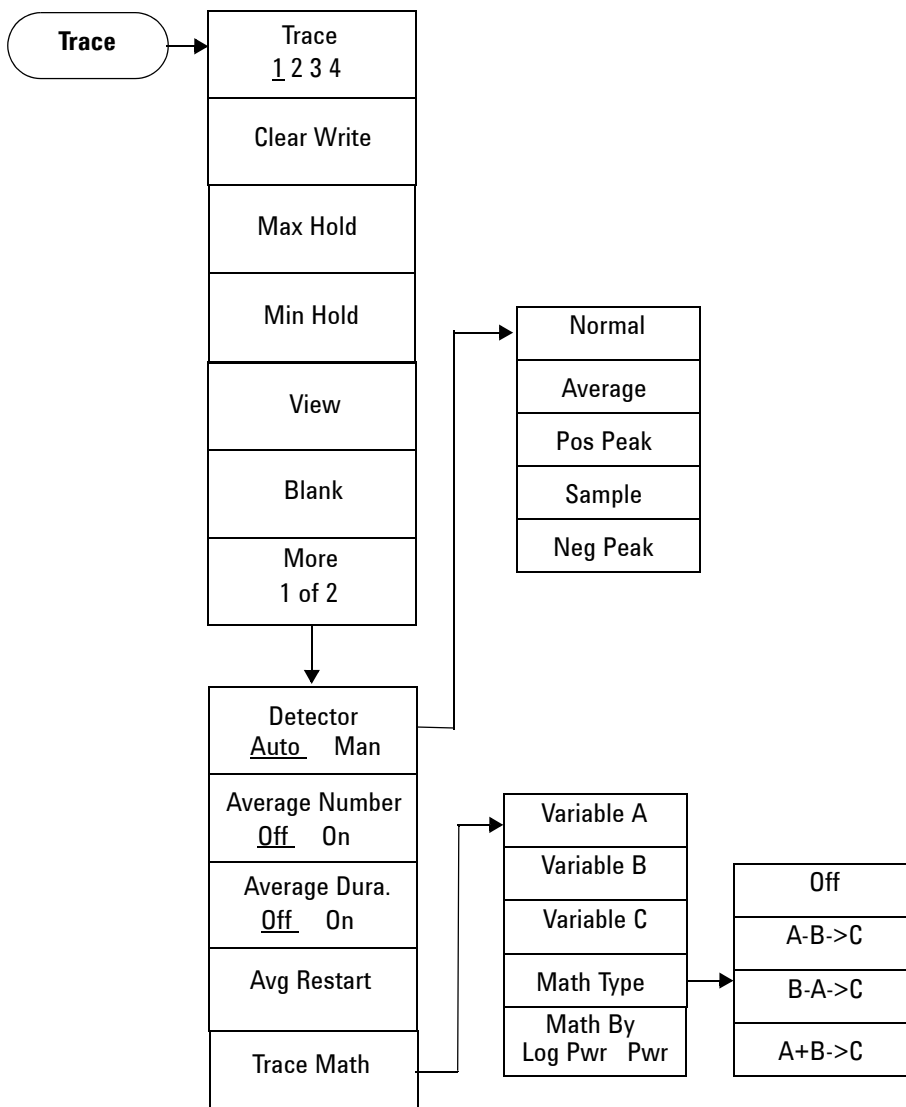 Trace
Trace
1 2 3 4
Clear Write
Max Hold
Min Hold
View
Blank
More
1 of 2
Normal
Average
Pos Peak
Sample
Neg Peak
Detector
Auto Man
Average Number
Off On
Average Dura.
Off On
Avg Restart
Trace Math
Variable A
Variable B
Variable C
Math Type
Math By
Log Pwr Pwr
Off
A-B->C
B-A->C
A+B->C